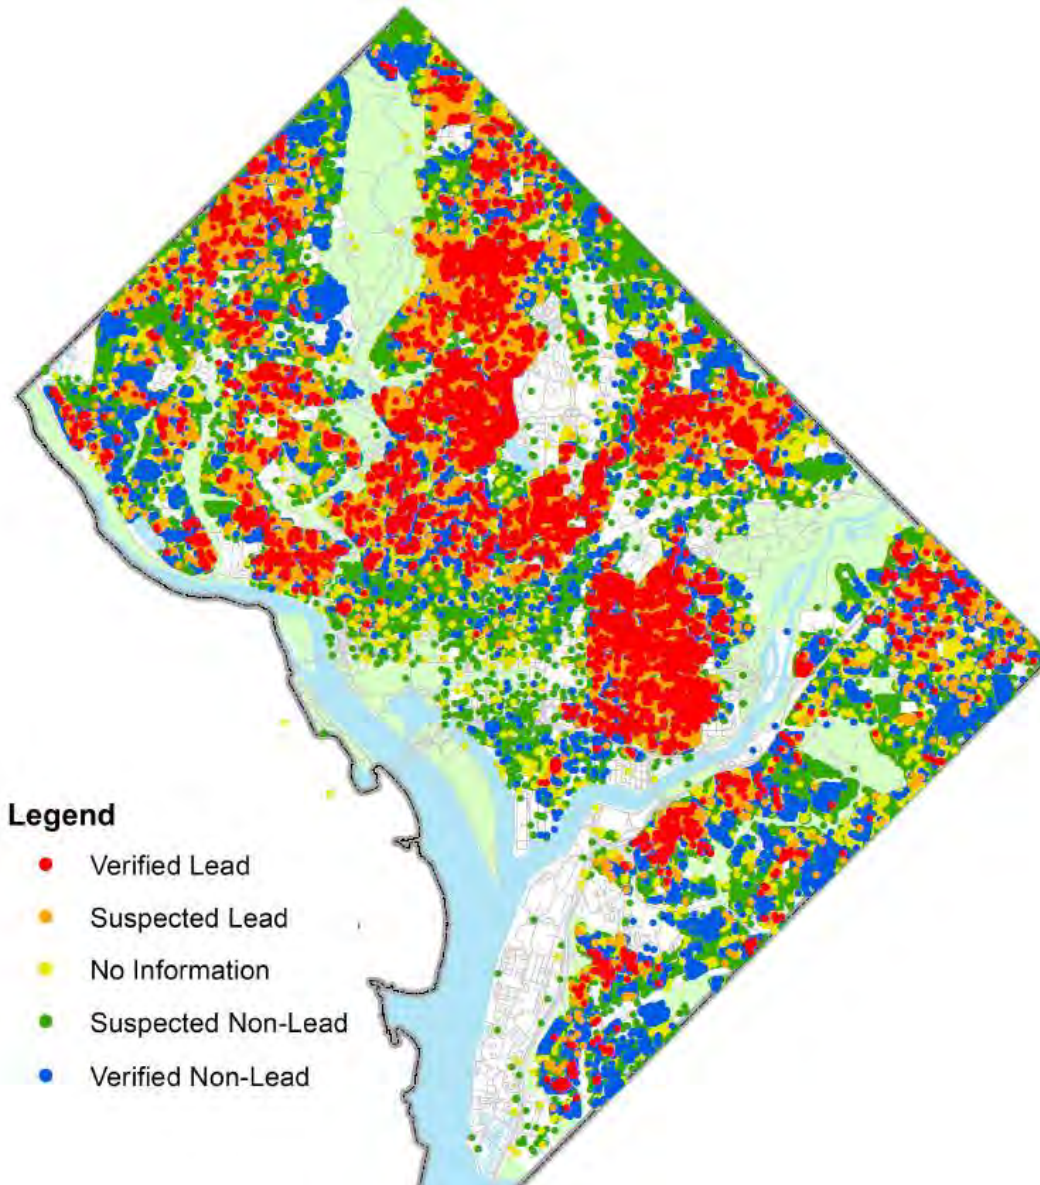 Legend
Verified Lead
Suspected Lead
No Information
Suspected Non-Lead
Verified Non-Lead